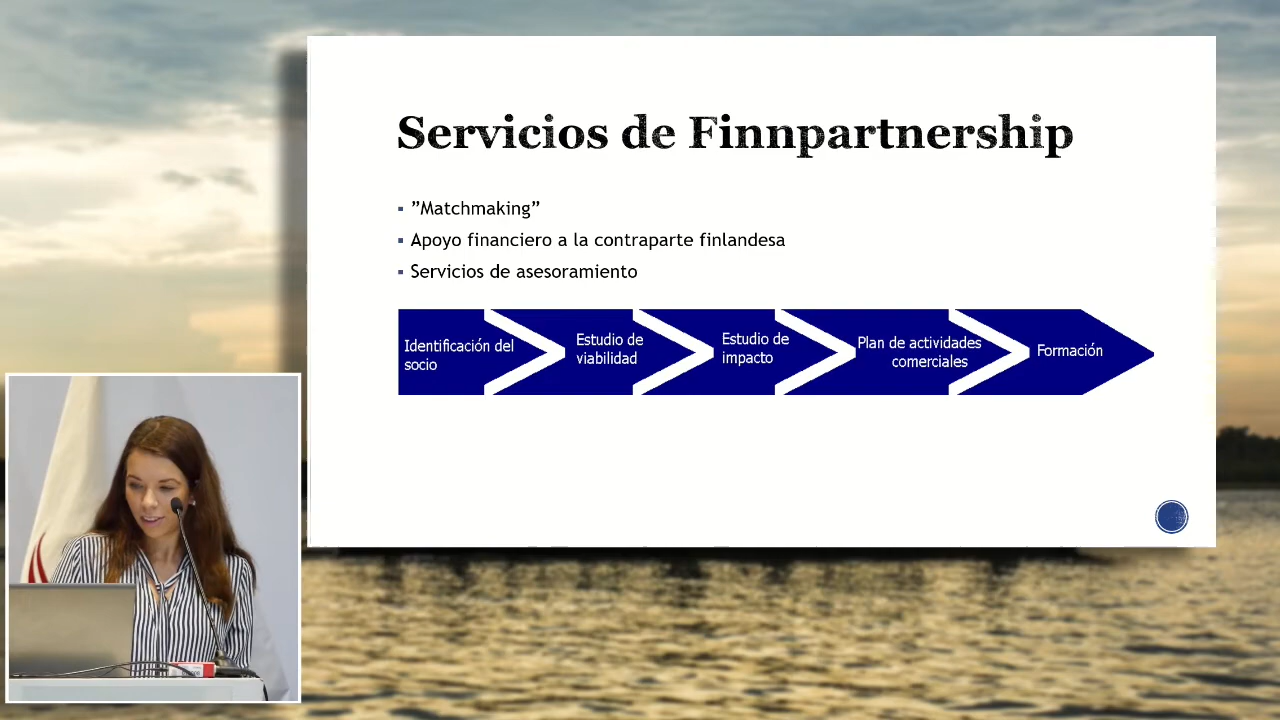 Servicios de Finnpartnership
”Matchmaking”
Apoyo financiero a la contraparte finlandesa
Servicios de asesoramiento
Identificación del
socio
Estudio de
viabilidad
Estudio de
impacto
Plan de actividades
comerciales
Formación